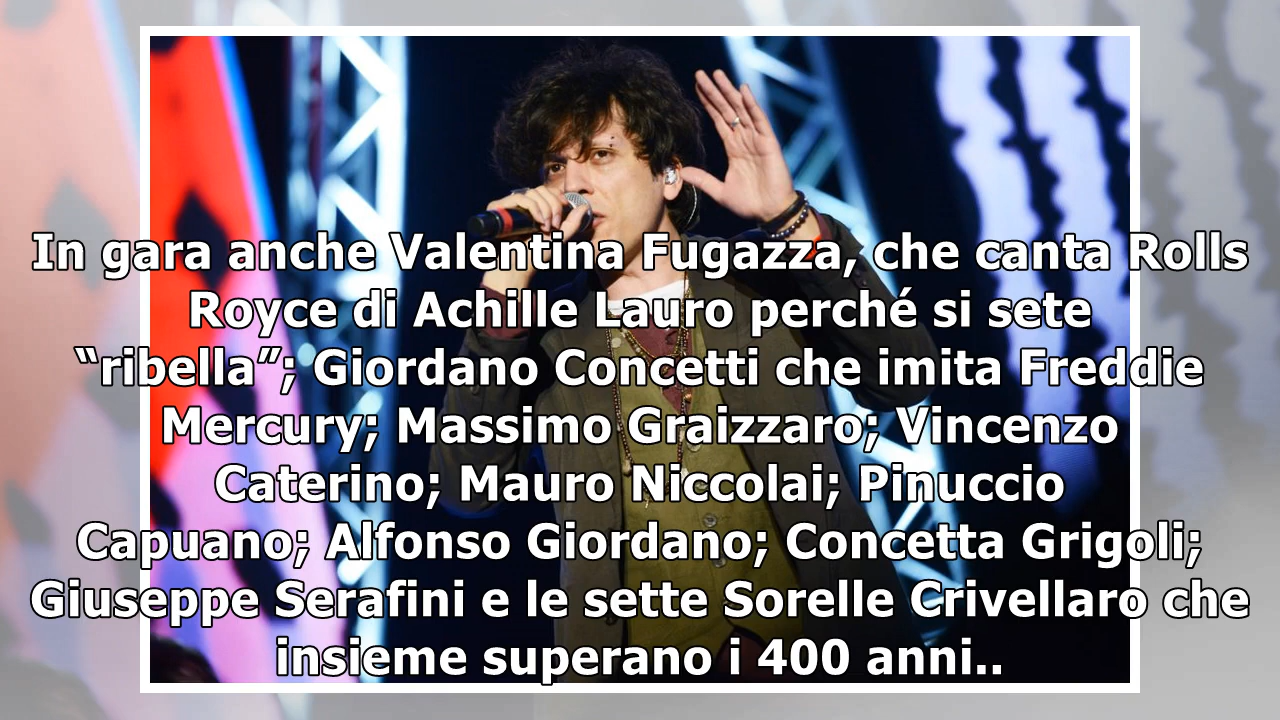 In gara anche Valentina Fugazza, che canta Rolls
Royce di Achille Lauro perché si sete
“ribella”; Giordano Concetti che imita Freddie
Mercury; Massimo Graizzaro; Vincenzo
Caterino; Mauro Niccolai; Pinuccio
Capuano; Alfonso Giordano; Concetta Grigoli;
Giuseppe Serafini e le sette Sorelle Crivellaro che
insieme superano i 400 anni..